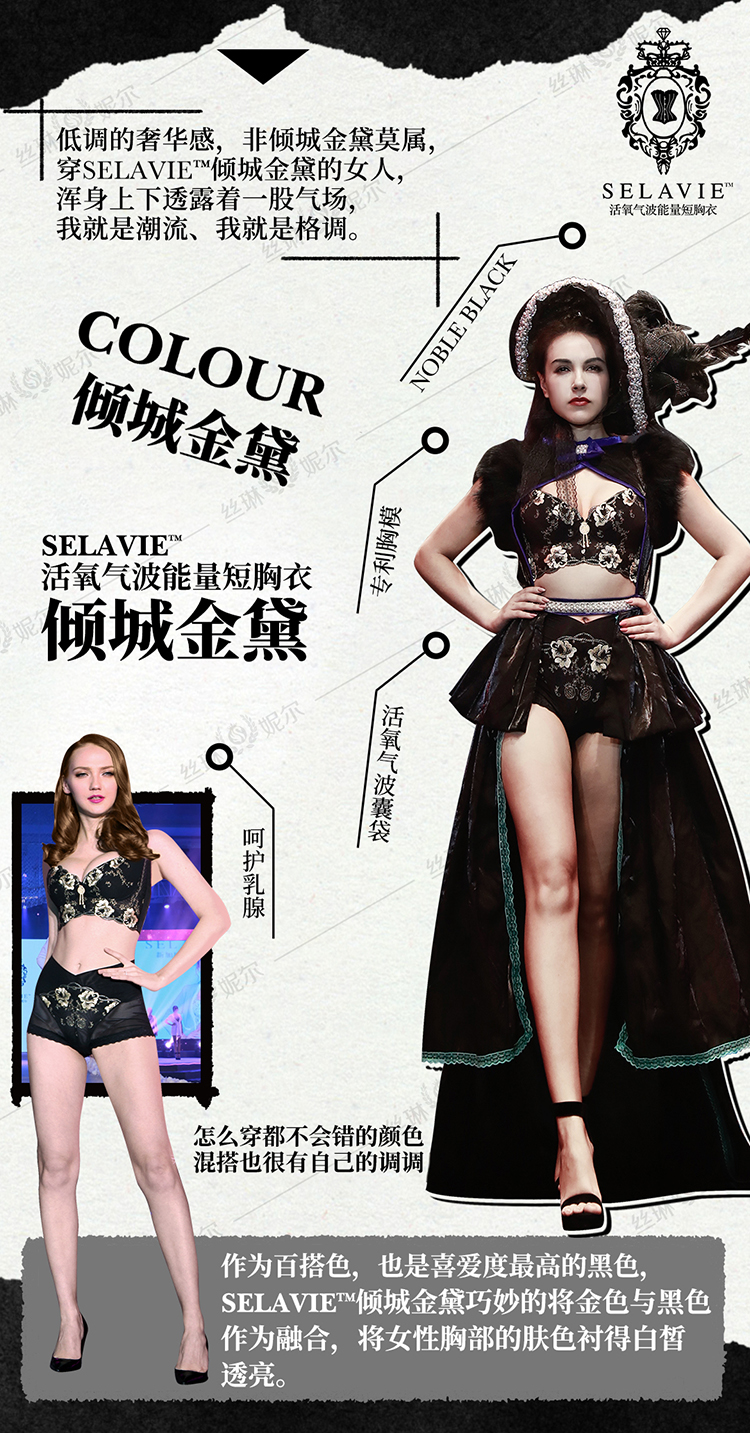 低调的奢华感，非倾城金黛莫属，
穿SELAVIE™倾城金黛的女人，
浑身上下透露着一股气场，
我就是潮流、我就是格调。
SELAVIE™
活氧气波能量短胸衣
NOBLE BLACK
COLOUR
倾城金黛
专利胸模
SELAVIE™
活氧气波能量短胸衣
倾城金黛
活氧气波囊袋
呵护乳腺
怎么穿都不会错的颜色
混搭也很有自己的调调
作为百搭色，也是喜爱度最高的黑色，
SELAVIE™倾城金黛巧妙的将金色与黑色
作为融合，将女性胸部的肤色衬得白皙
透亮。
丝琳 妮尔